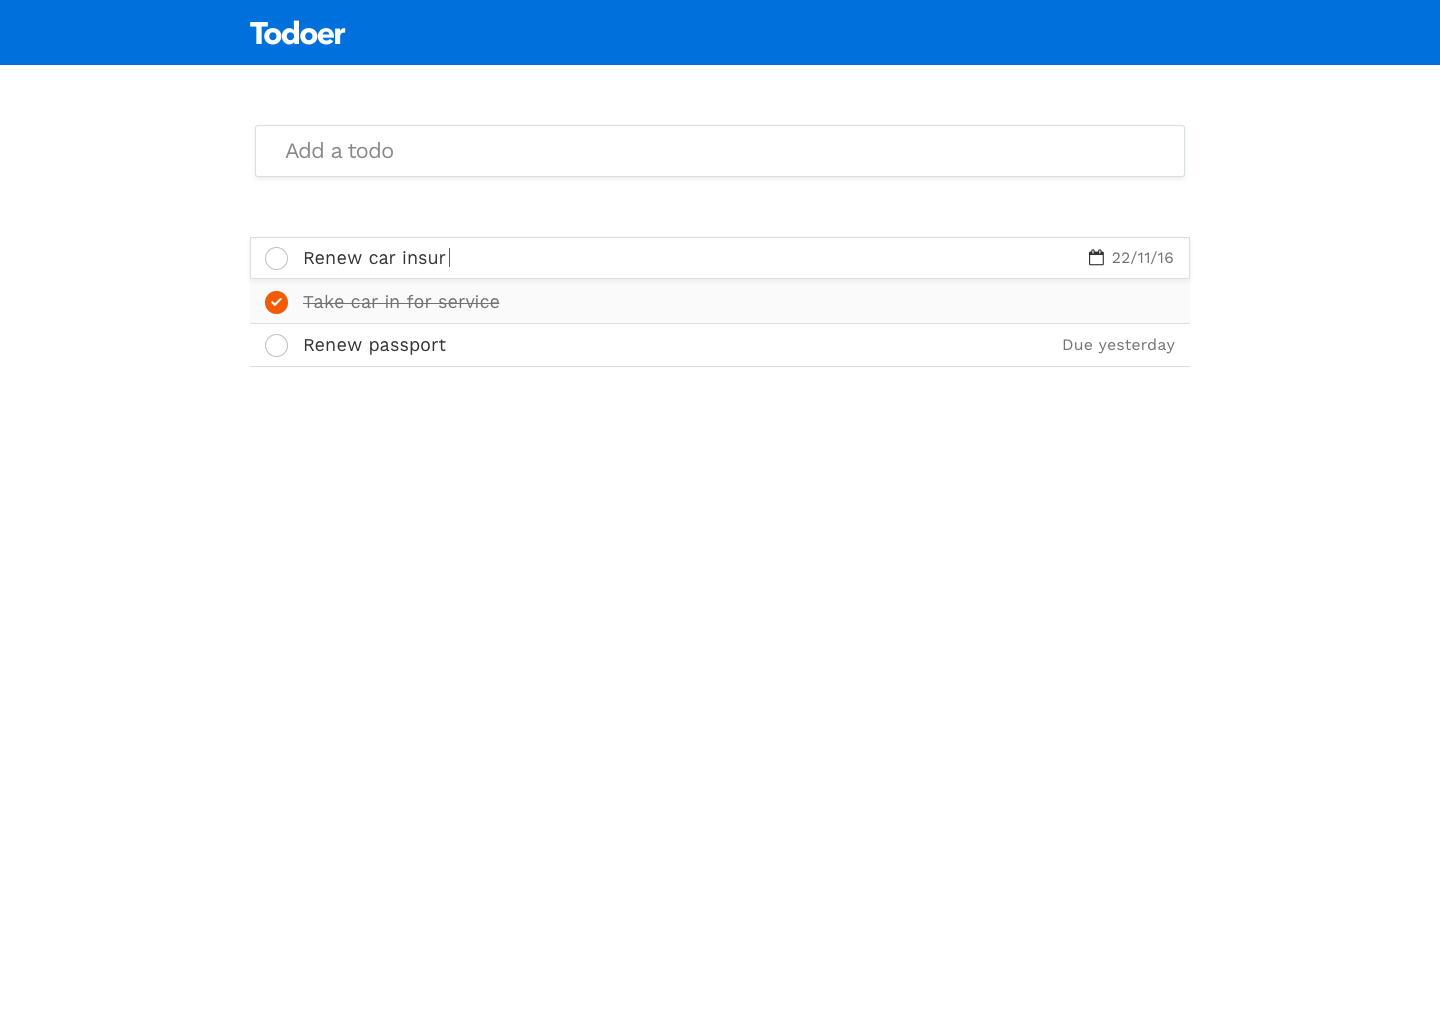 Todoer
Add a todo
Renew car insur 22/11/16
Take car in for service
Renew passport Due yesterday